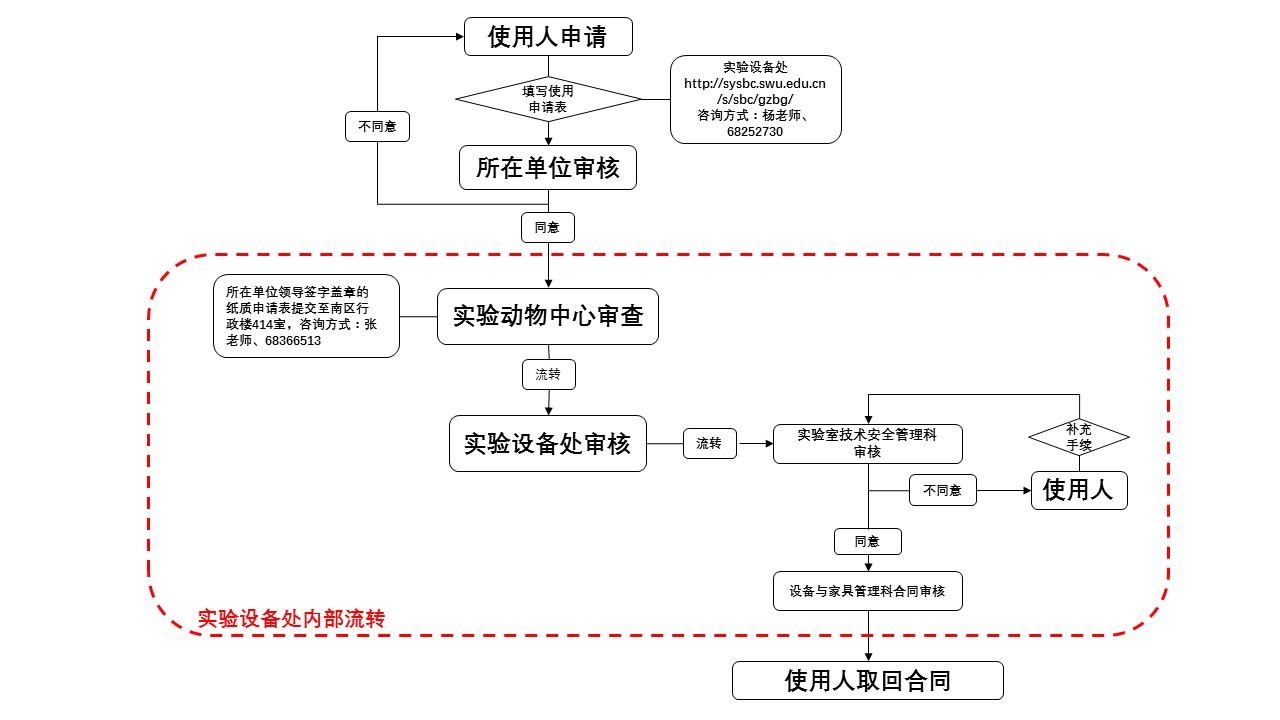 使用人申请
填写使用
申请表
实验设备处
http://sysbc.swu.edu.cn
/s/sbc/gzbg/
咨询方式：杨老师、
68252730
不同意
所在单位审核
同意
所在单位领导签字盖章的
纸质申请表提交至南区行
政楼414室，咨询方式：张
老师、68366513
实验动物中心审查
流转
实验设备处审核
流转
实验室技术安全管理科
审核
补充
手续
不同意
使用人
同意
设备与家具管理科合同审核
实验设备处内部流转
使用人取回合同